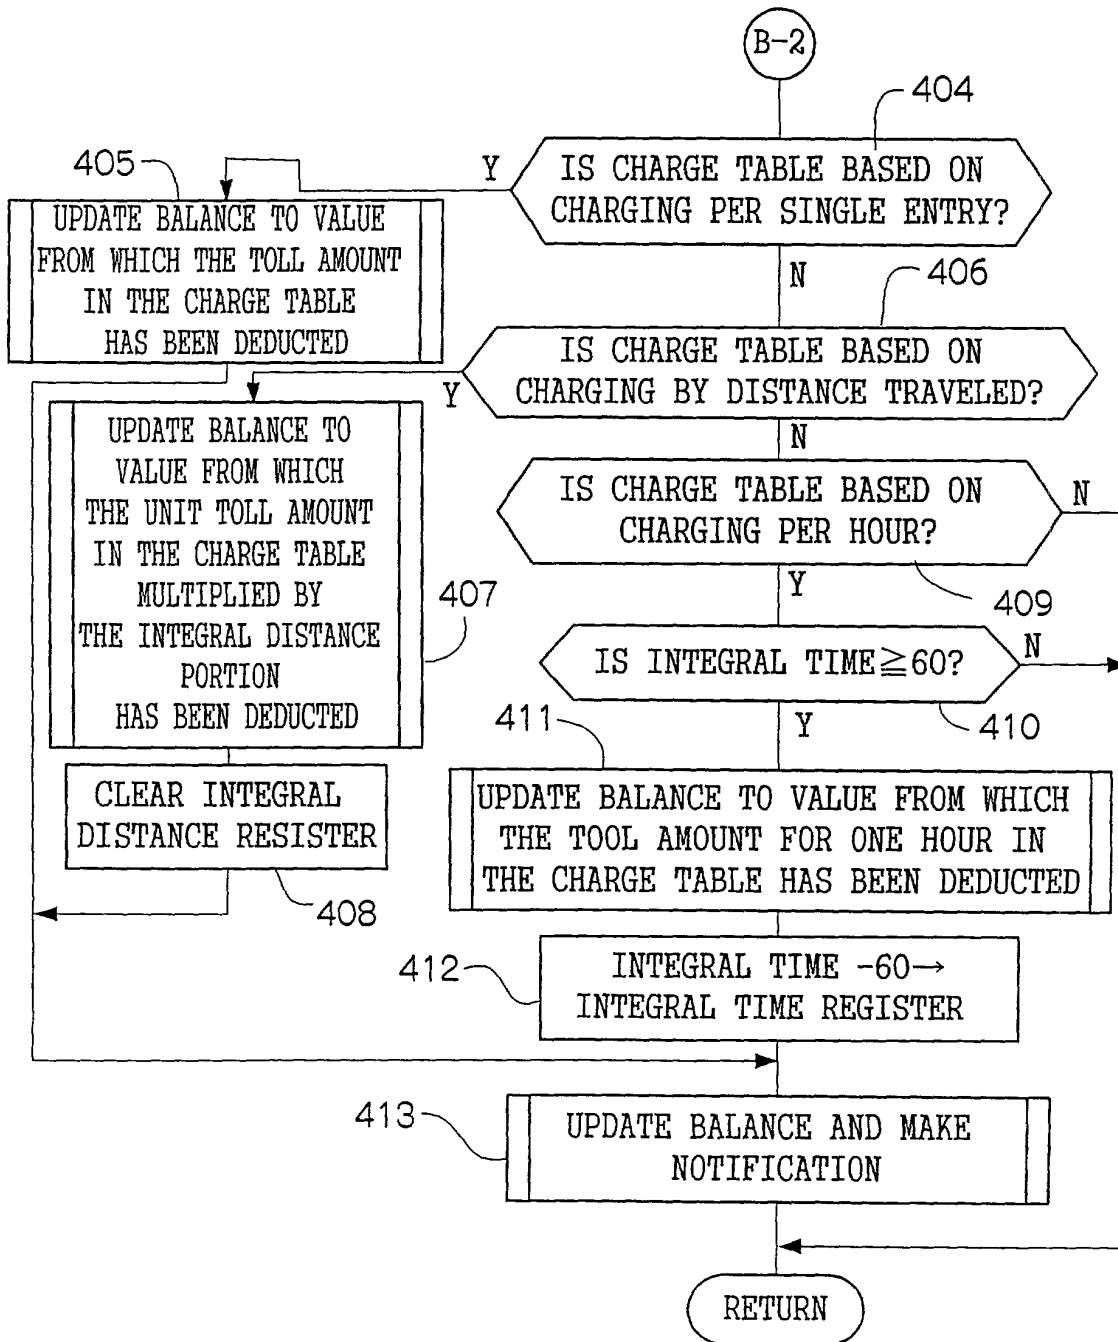 B-2
404
IS CHARGE TABLE BASED ON
CHARGING PER SINGLE ENTRY?
Y
N
405
UPDATE BALANCE TO VALUE
FROM WHICH THE TOLL AMOUNT
IN THE CHARGE TABLE
HAS BEEN DEDUCTED
406
IS CHARGE TABLE BASED ON
CHARGING BY DISTANCE TRAVELED?
Y
N
UPDATE BALANCE TO
VALUE FROM WHICH
THE UNIT TOLL AMOUNT
IN THE CHARGE TABLE
MULTIPLIED BY
THE INTEGRAL DISTANCE
PORTION
HAS BEEN DEDUCTED
407
CLEAR INTEGRAL
DISTANCE RESISTER
408
IS CHARGE TABLE BASED ON
CHARGING PER HOUR?
N
Y
409
IS INTEGRAL TIME≧60?
N
Y
410
411
UPDATE BALANCE TO VALUE FROM WHICH
THE TOOL AMOUNT FOR ONE HOUR IN
THE CHARGE TABLE HAS BEEN DEDUCTED
412
INTEGRAL TIME -60→
INTEGRAL TIME REGISTER
413
UPDATE BALANCE AND MAKE
NOTIFICATION
RETURN